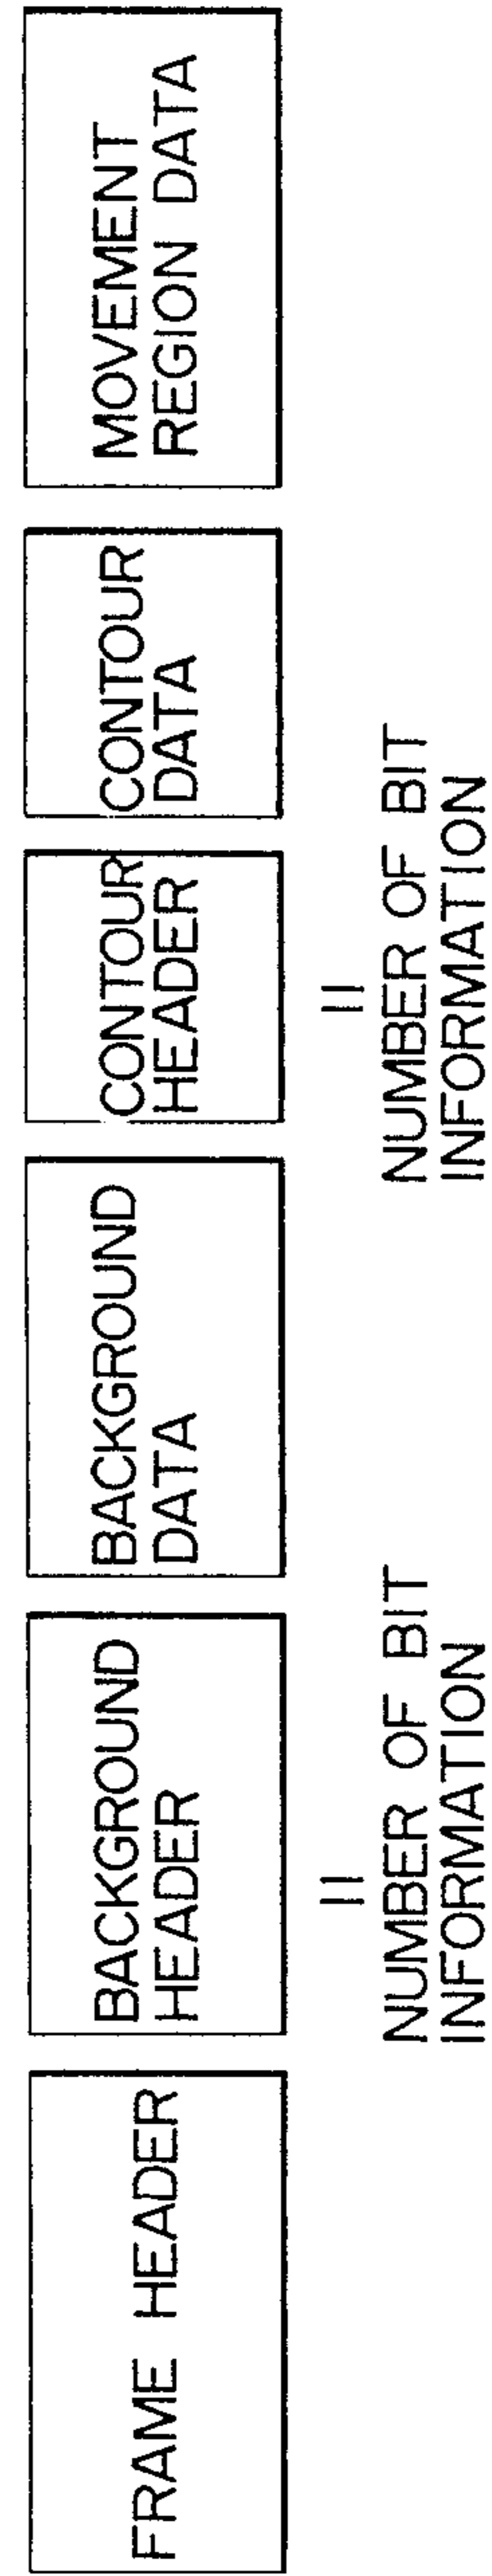 FRAME HEADER
BACKGROUND
HEADER
BACKGROUND
DATA
CONTOUR
HEADER
CONTOUR
DATA
MOVEMENT
REGION DATA
=
NUMBER OF BIT
INFORMATION
=
NUMBER OF BIT
INFORMATION